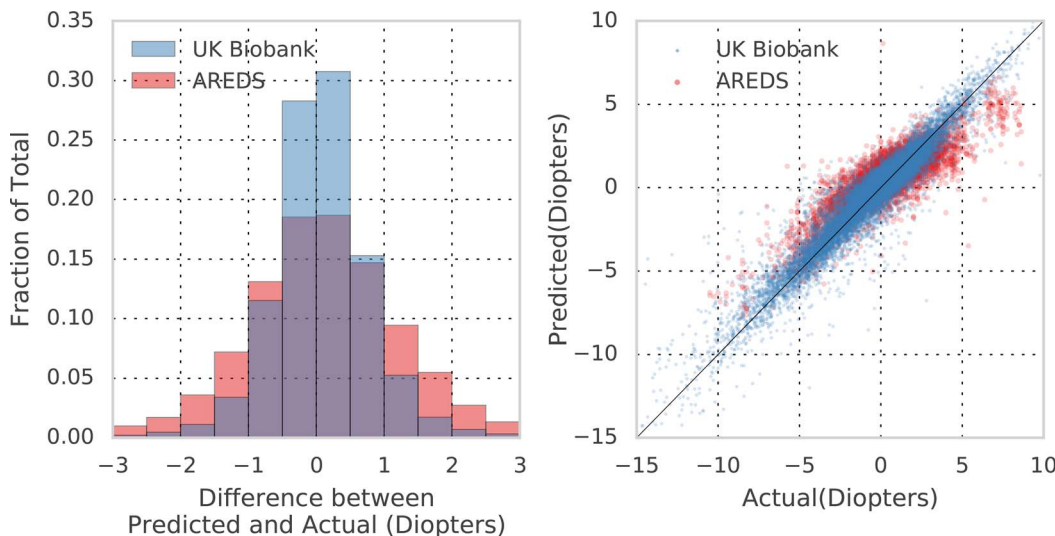 0.35
0.30
0.25
0.20
0.15
0.10
0.05
0.00
Fraction of Total
UK Biobank
AREDS
−3 −2 −1 0 1 2 3
Difference between
Predicted and Actual (Diopters)
10
5
0
−5
−10
−15
Predicted(Diopters)
UK Biobank
AREDS
−15 −10 −5 0 5 10
Actual(Diopters)